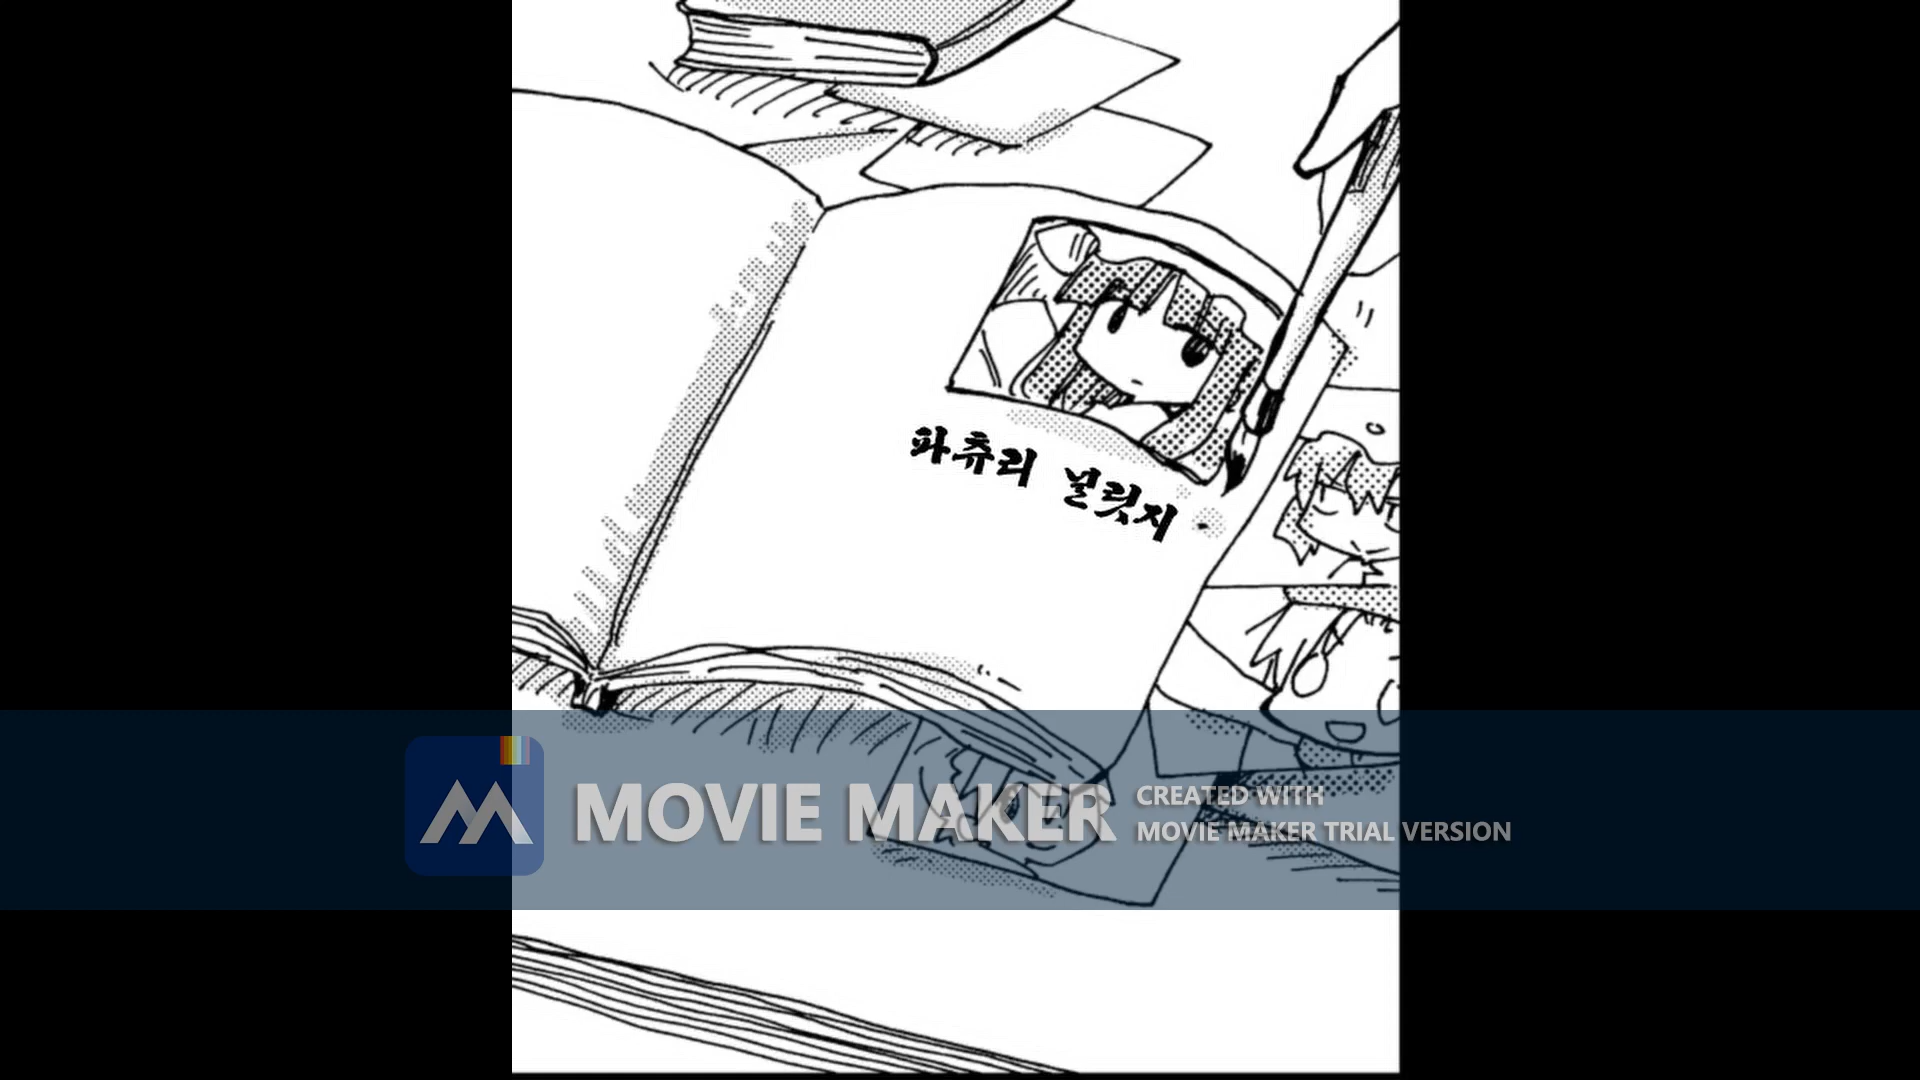 파츄리 널릿지
MOVIE MAKER
CREATED WITH
MOVIE MAKER TRIAL VERSION